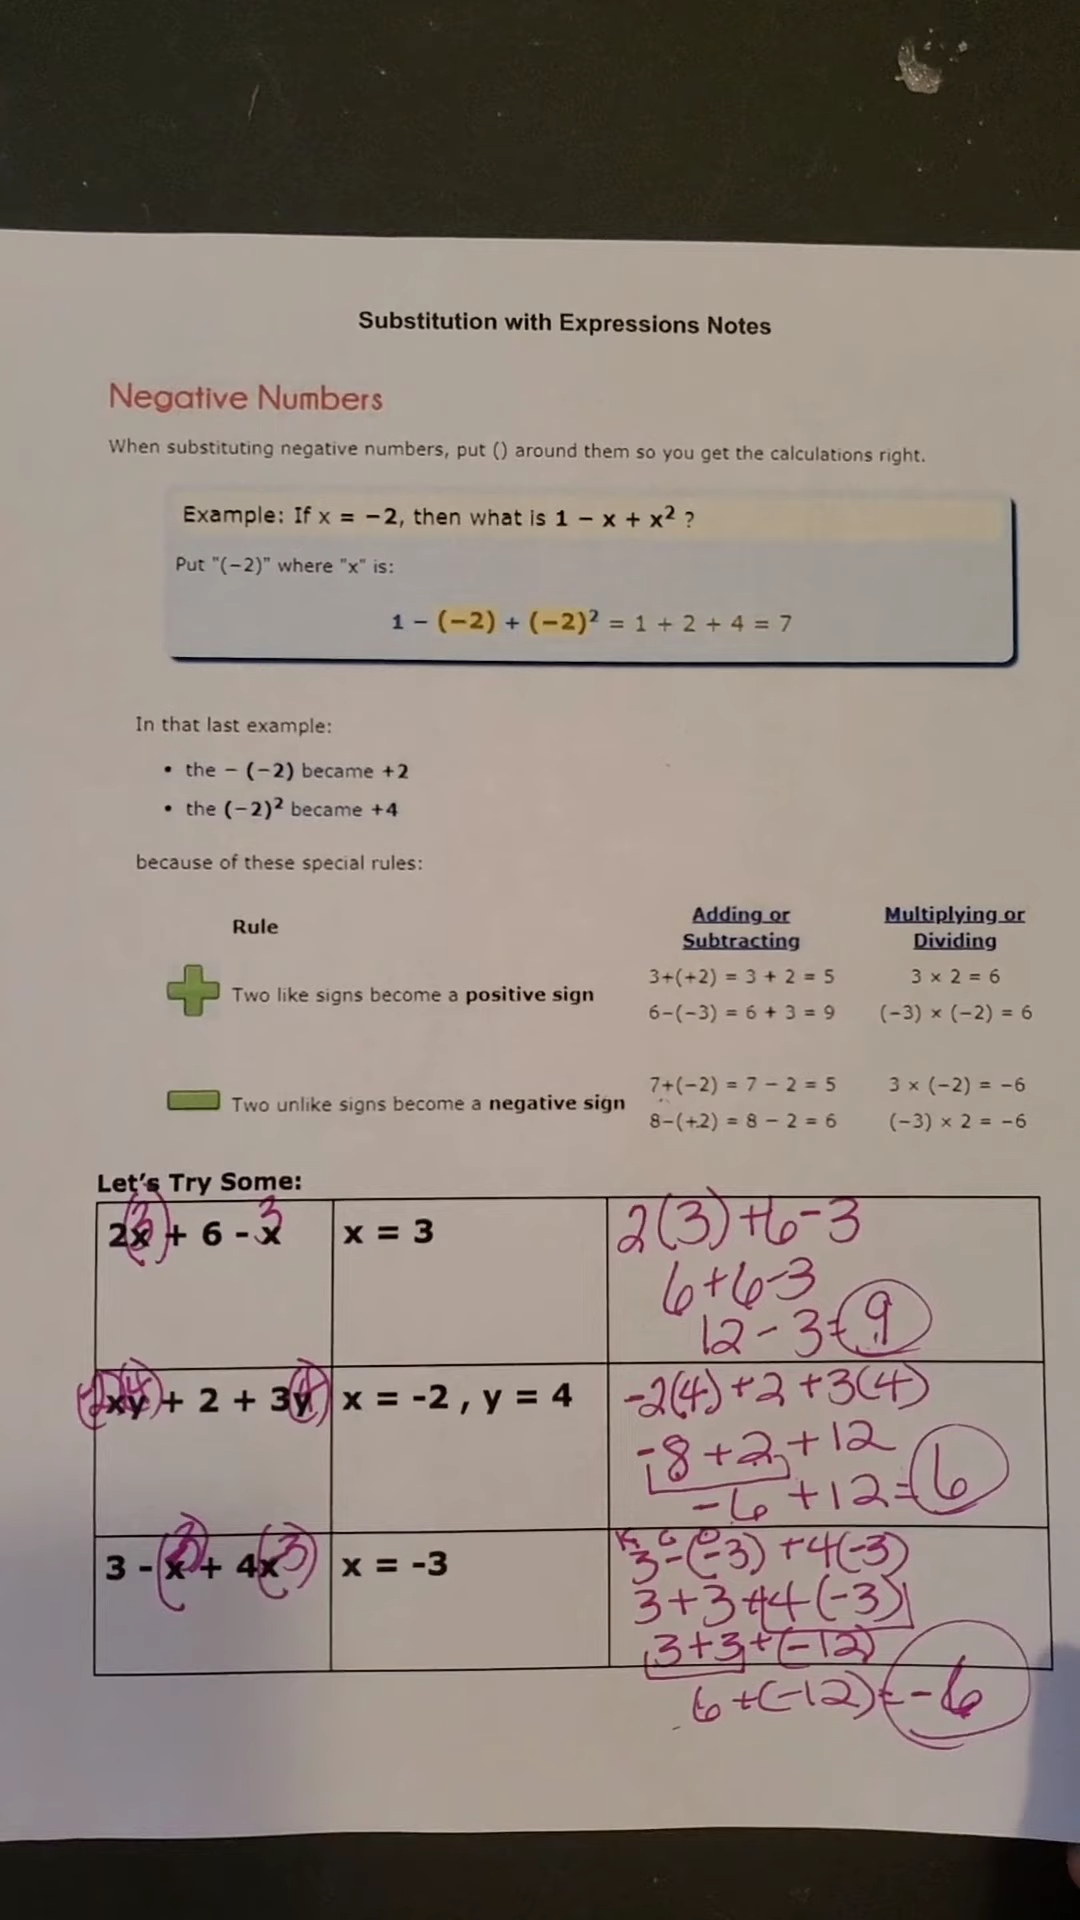 Substitution with Expressions Notes
Negative Numbers
When substituting negative numbers, put () around them so you get the calculations right.
Example: If x = −2, then what is 1 − x + x² ?
Put "(−2)" where "x" is:
1 − (−2) + (−2)² = 1 + 2 + 4 = 7
In that last example:
• the − (−2) became +2
• the (−2)² became +4
because of these special rules:
Rule
Adding or Subtracting
Multiplying or Dividing
Two like signs become a positive sign
3+(+2) = 3 + 2 = 5
3 × 2 = 6
6−(−3) = 6 + 3 = 9
(−3) × (−2) = 6
Two unlike signs become a negative sign
7+(−2) = 7 − 2 = 5
3 × (−2) = −6
8−(+2) = 8 − 2 = 6
(−3) × 2 = −6
Let's Try Some:
(3) 3
2x + 6 - x
x = 3
2(3)+6-3
6+6-3
12-3=9
(-2)(4) (4)
xy + 2 + 3y
x = -2 , y = 4
-2(4)+2+3(4)
-8+2+12
-6+12=6
3 - x + 4x
x = -3
K C O
3-(-3)+4(-3)
3+3+4(-3)
3+3+(-12)
6+(-12)=-6